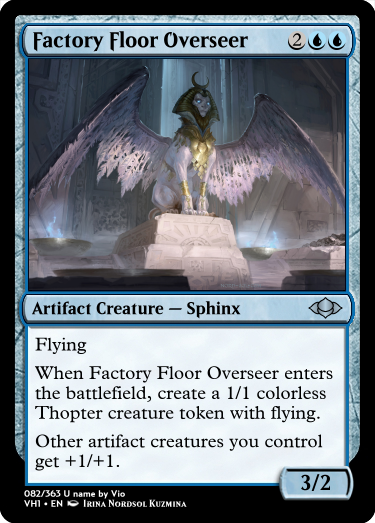 Factory Floor Overseer 2
Artifact Creature — Sphinx
Flying
When Factory Floor Overseer enters
the battlefield, create a 1/1 colorless
Thopter creature token with flying.
Other artifact creatures you control
get +1/+1.
3/2
082/363 U name by Vio
VH1 • EN Irina Nordsol Kuzmina